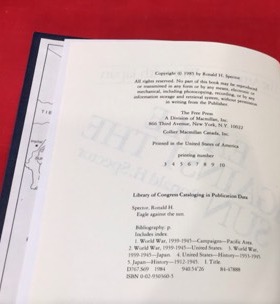 Copyright © 1985 by Ronald H. Spector
All rights reserved. No part of this book may be reproduced
or transmitted in any form or by any means, electronic or
mechanical, including photocopying, recording, or by any
information storage and retrieval system, without permission
in writing from the Publisher.
The Free Press
A Division of Macmillan, Inc.
866 Third Avenue, New York, N.Y. 10022
Collier Macmillan Canada, Inc.
Printed in the United States of America
printing number
3 4 5 6 7 8 9 10
Library of Congress Cataloging in Publication Data
Spector, Ronald H.
Eagle against the sun
Bibliography: p.
Includes index.
1. World War, 1939-1945—Campaigns—Pacific Area.
2. World War, 1939-1945—United States. 3. World War,
1939-1945—Japan. 4. United States—History—1933-1945.
5. Japan—History—1912-1945. I. Title.
D767.S69 1984 940.54'26 84-47888
ISBN 0-02-930360-5